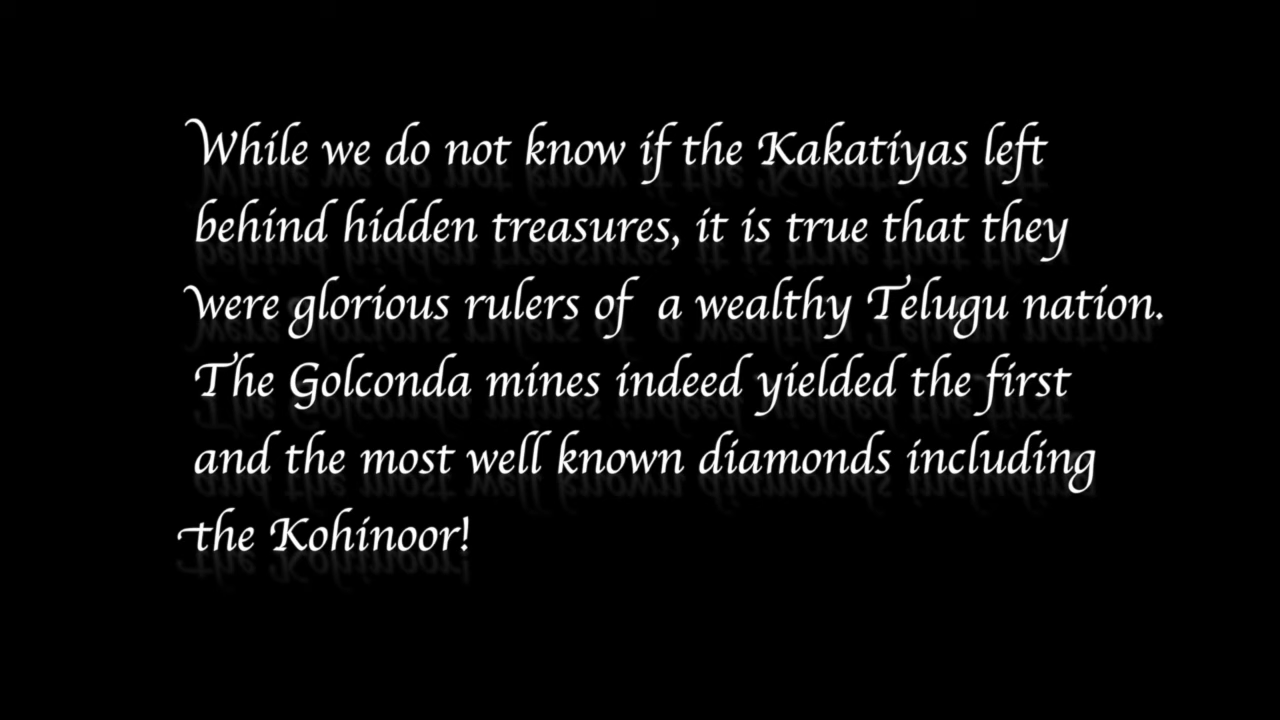 While we do not know if the Kakatiyas left
behind hidden treasures, it is true that they
were glorious rulers of a wealthy Telugu nation.
The Golconda mines indeed yielded the first
and the most well known diamonds including
the Kohinoor!